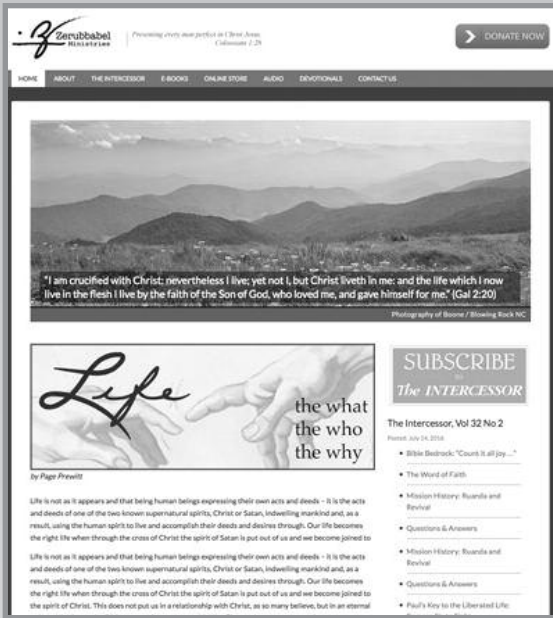 Zerubbabel
Ministries
Presenting every man perfect in Christ Jesus.
Colossians 1:28
DONATE NOW
HOME ABOUT THE INTERCESSOR E-BOOKS ONLINE STORE AUDIO DEVOTIONALS CONTACT US
"I am crucified with Christ: nevertheless I live; yet not I, but Christ liveth in me: and the life which I now
live in the flesh I live by the faith of the Son of God, who loved me, and gave himself for me." (Gal 2:20)
Photography of Boone / Blowing Rock NC
Life
the what
the who
the why
by Page Prewitt
Life is not as it appears and that being human beings expressing their own acts and deeds – it is the acts
and deeds of one of the two known supernatural spirits, Christ or Satan, indwelling mankind and, as a
result, using the human spirit to live and accomplish their deeds and desires through. Our life becomes
the right life when through the cross of Christ the spirit of Satan is put out of us and we become joined to
Life is not as it appears and that being human beings expressing their own acts and deeds – it is the acts
and deeds of one of the two known supernatural spirits, Christ or Satan, indwelling mankind and, as a
result, using the human spirit to live and accomplish their deeds and desires through. Our life becomes
the right life when through the cross of Christ the spirit of Satan is put out of us and we become joined to
the spirit of Christ. This does not put us in a relationship with Christ, as so many believe, but in an eternal
SUBSCRIBE
TO
The INTERCESSOR
The Intercessor, Vol 32 No 2
Posted: July 14, 2016
• Bible Bedrock: "Count it all joy...."
• The Word of Faith
• Mission History: Ruanda and
Revival
• Questions & Answers
• Mission History: Ruanda and
Revival
• Questions & Answers
• Paul's Key to the Liberated Life: